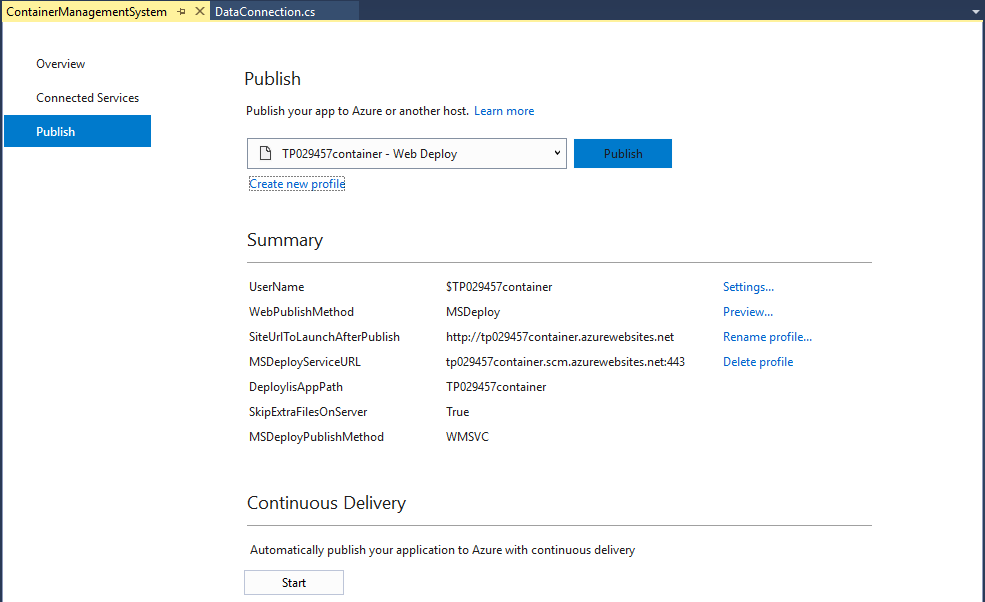 ContainerManagementSystem DataConnection.cs
Overview
Connected Services
Publish
Publish
Publish your app to Azure or another host. Learn more
TP029457container - Web Deploy Publish
Create new profile
Summary
UserName $TP029457container Settings...
WebPublishMethod MSDeploy Preview...
SiteUrlToLaunchAfterPublish http://tp029457container.azurewebsites.net Rename profile...
MSDeployServiceURL tp029457container.scm.azurewebsites.net:443 Delete profile
DeployIisAppPath TP029457container
SkipExtraFilesOnServer True
MSDeployPublishMethod WMSVC
Continuous Delivery
Automatically publish your application to Azure with continuous delivery
Start